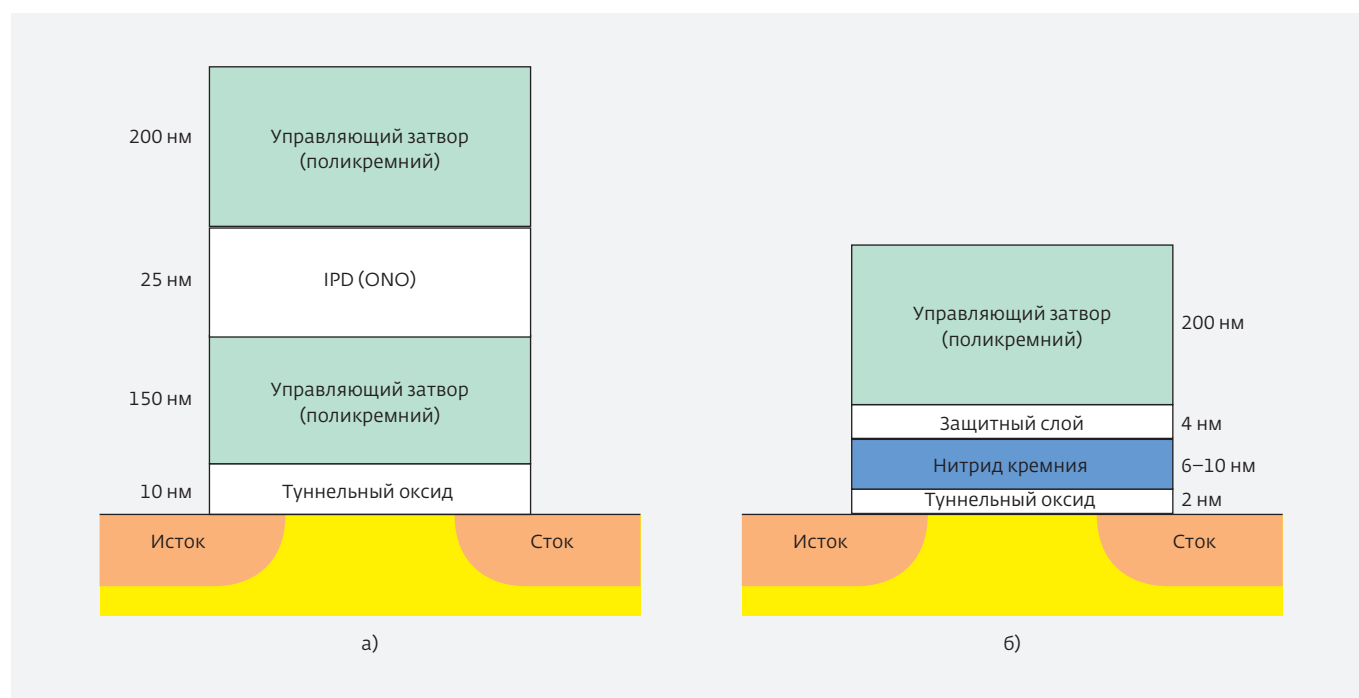 200 нм
Управляющий затвор
(поликремний)
25 нм
IPD (ONO)
150 нм
Управляющий затвор
(поликремний)
10 нм
Туннельный оксид
Исток
Сток
а)
Управляющий затвор
(поликремний)
200 нм
Защитный слой
4 нм
Нитрид кремния
6–10 нм
Туннельный оксид
2 нм
Исток
Сток
б)